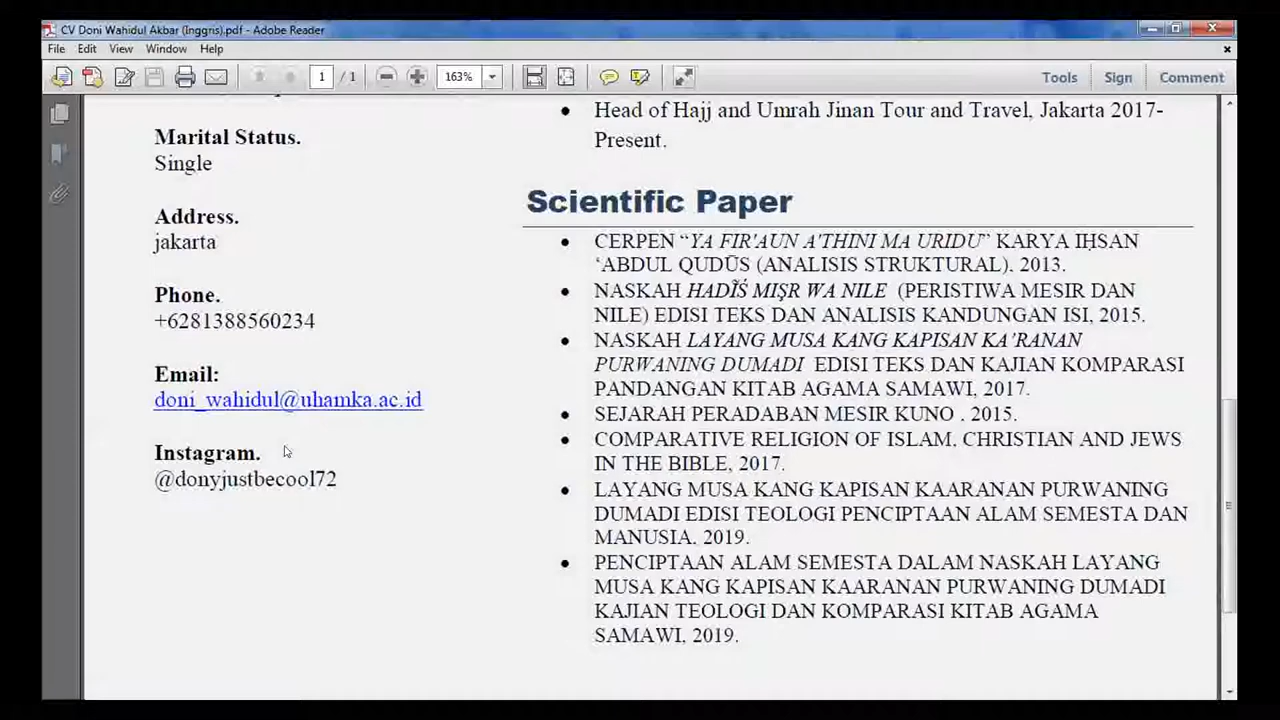 CV Doni Wahidul Akbar (Inggris).pdf - Adobe Reader
File Edit View Window Help
1 / 1 163% Tools Sign Comment
Marital Status.
Single
Address.
jakarta
Phone.
+6281388560234
Email:
doni_wahidul@uhamka.ac.id
Instagram.
@donyjustbecool72
• Head of Hajj and Umrah Jinan Tour and Travel, Jakarta 2017-
Present.
Scientific Paper
• CERPEN “YA FIR'AUN A'THINI MA URIDU” KARYA IḤSAN
‘ABDUL QUDŪS (ANALISIS STRUKTURAL), 2013.
• NASKAH HADĪŚ MIṢR WA NILE (PERISTIWA MESIR DAN
NILE) EDISI TEKS DAN ANALISIS KANDUNGAN ISI, 2015.
• NASKAH LAYANG MUSA KANG KAPISAN KA’RANAN
PURWANING DUMADI EDISI TEKS DAN KAJIAN KOMPARASI
PANDANGAN KITAB AGAMA SAMAWI, 2017.
• SEJARAH PERADABAN MESIR KUNO . 2015.
• COMPARATIVE RELIGION OF ISLAM, CHRISTIAN AND JEWS
IN THE BIBLE, 2017.
• LAYANG MUSA KANG KAPISAN KAARANAN PURWANING
DUMADI EDISI TEOLOGI PENCIPTAAN ALAM SEMESTA DAN
MANUSIA, 2019.
• PENCIPTAAN ALAM SEMESTA DALAM NASKAH LAYANG
MUSA KANG KAPISAN KAARANAN PURWANING DUMADI
KAJIAN TEOLOGI DAN KOMPARASI KITAB AGAMA
SAMAWI, 2019.